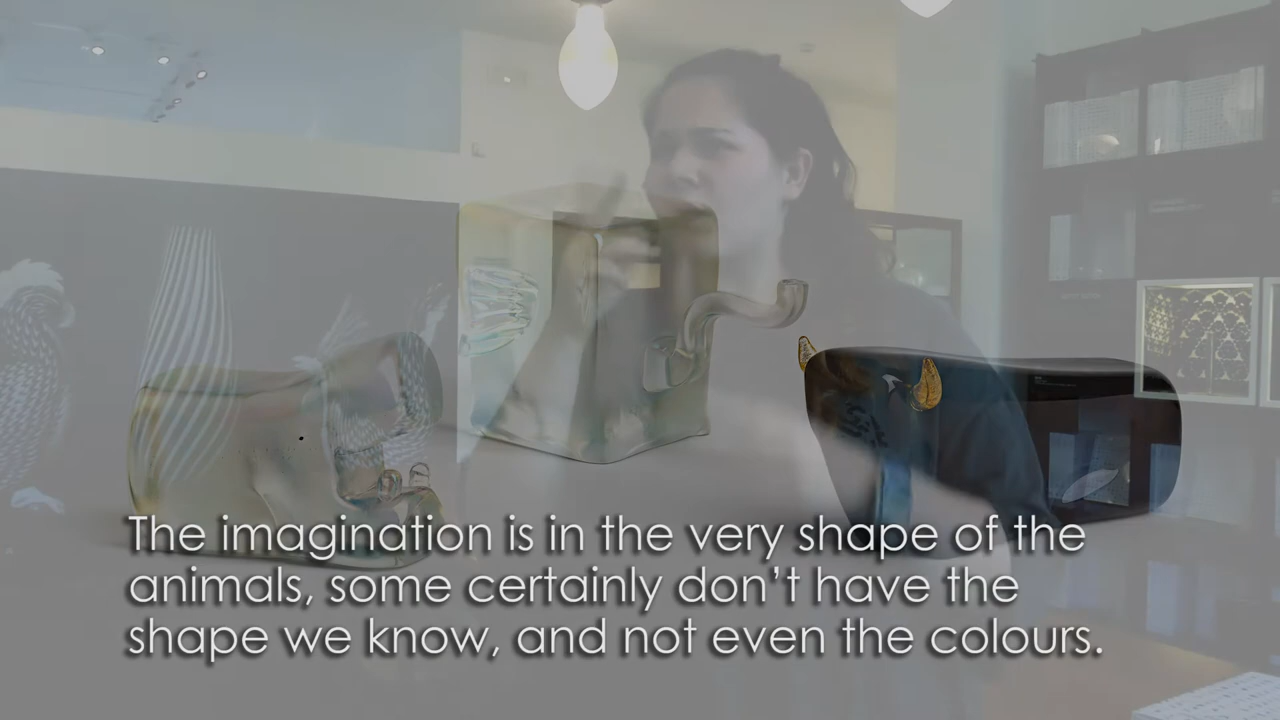 The imagination is in the very shape of the
animals, some certainly don’t have the
shape we know, and not even the colours.